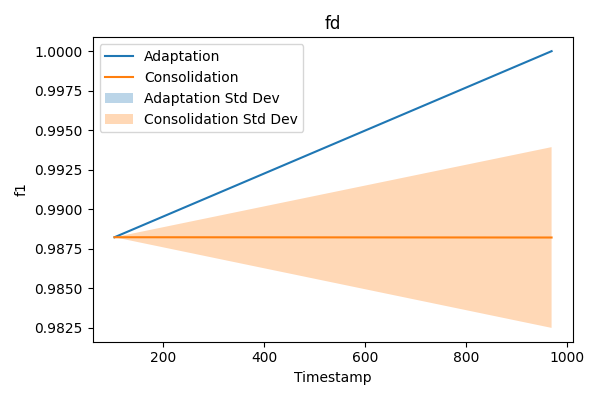 fd
Adaptation
Consolidation
Adaptation Std Dev
Consolidation Std Dev
1.0000
0.9975
0.9950
0.9925
0.9900
0.9875
0.9850
0.9825
f1
200 400 600 800 1000
Timestamp